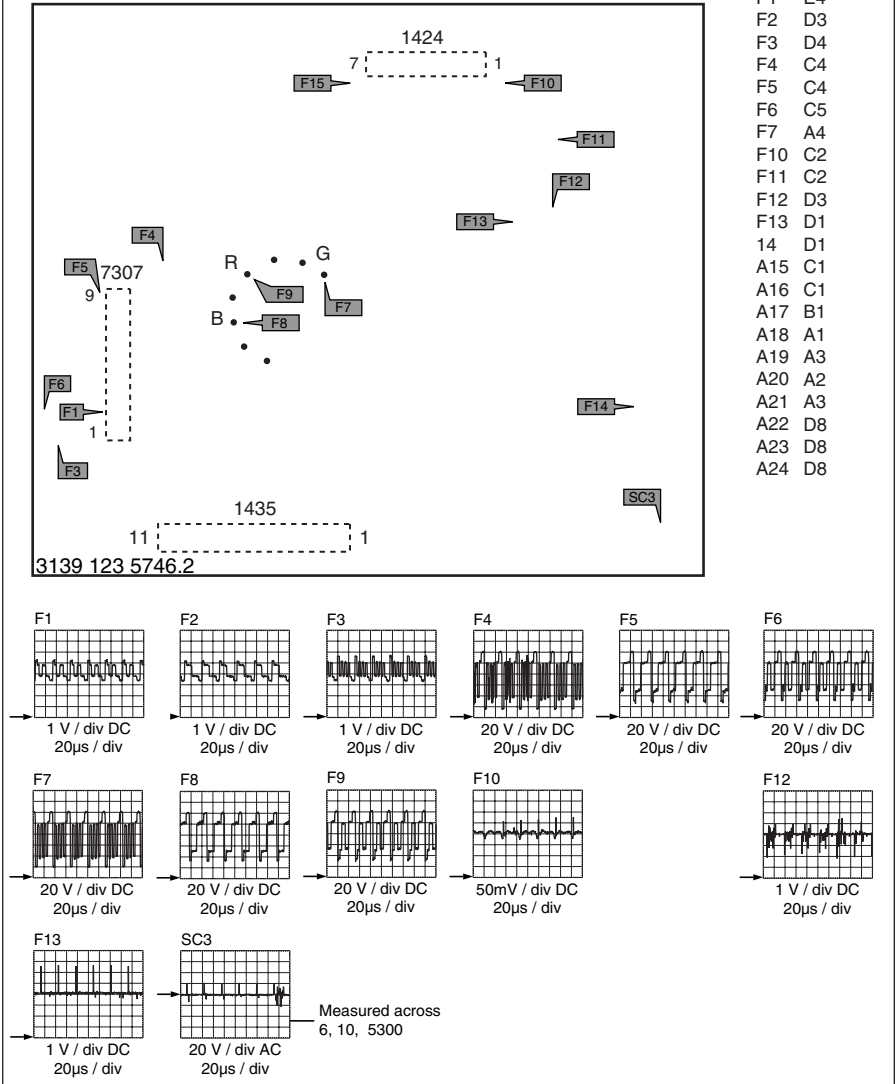 F2 D3
F3 D4
F4 C4
F5 C4
F6 C5
F7 A4
F10 C2
F11 C2
F12 D3
F13 D1
14 D1
A15 C1
A16 C1
A17 B1
A18 A1
A19 A3
A20 A2
A21 A3
A22 D8
A23 D8
A24 D8
1424
7 1
F15 F10
F11
F12
F13
F4
R G
F5 7307
9 F9
F7
B F8
F6
F1 F14
1
F3
SC3
1435
11 1
3139 123 5746.2
F1 F2 F3 F4 F5 F6
1 V / div DC 1 V / div DC 1 V / div DC 20 V / div DC 20 V / div DC 20 V / div DC
20µs / div 20µs / div 20µs / div 20µs / div 20µs / div 20µs / div
F7 F8 F9 F10 F12
20 V / div DC 20 V / div DC 20 V / div DC 50mV / div DC 1 V / div DC
20µs / div 20µs / div 20µs / div 20µs / div 20µs / div
F13 SC3
Measured across
6, 10, 5300
1 V / div DC 20 V / div AC
20µs / div 20µs / div